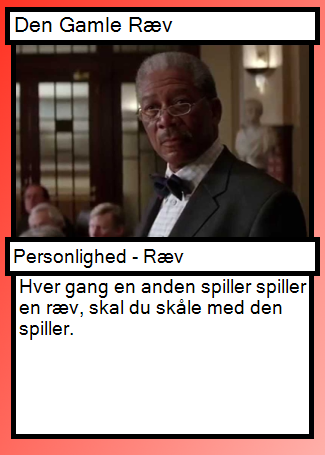 Den Gamle Ræv
Personlighed - Ræv
Hver gang en anden spiller spiller
en ræv, skal du skåle med den
spiller.